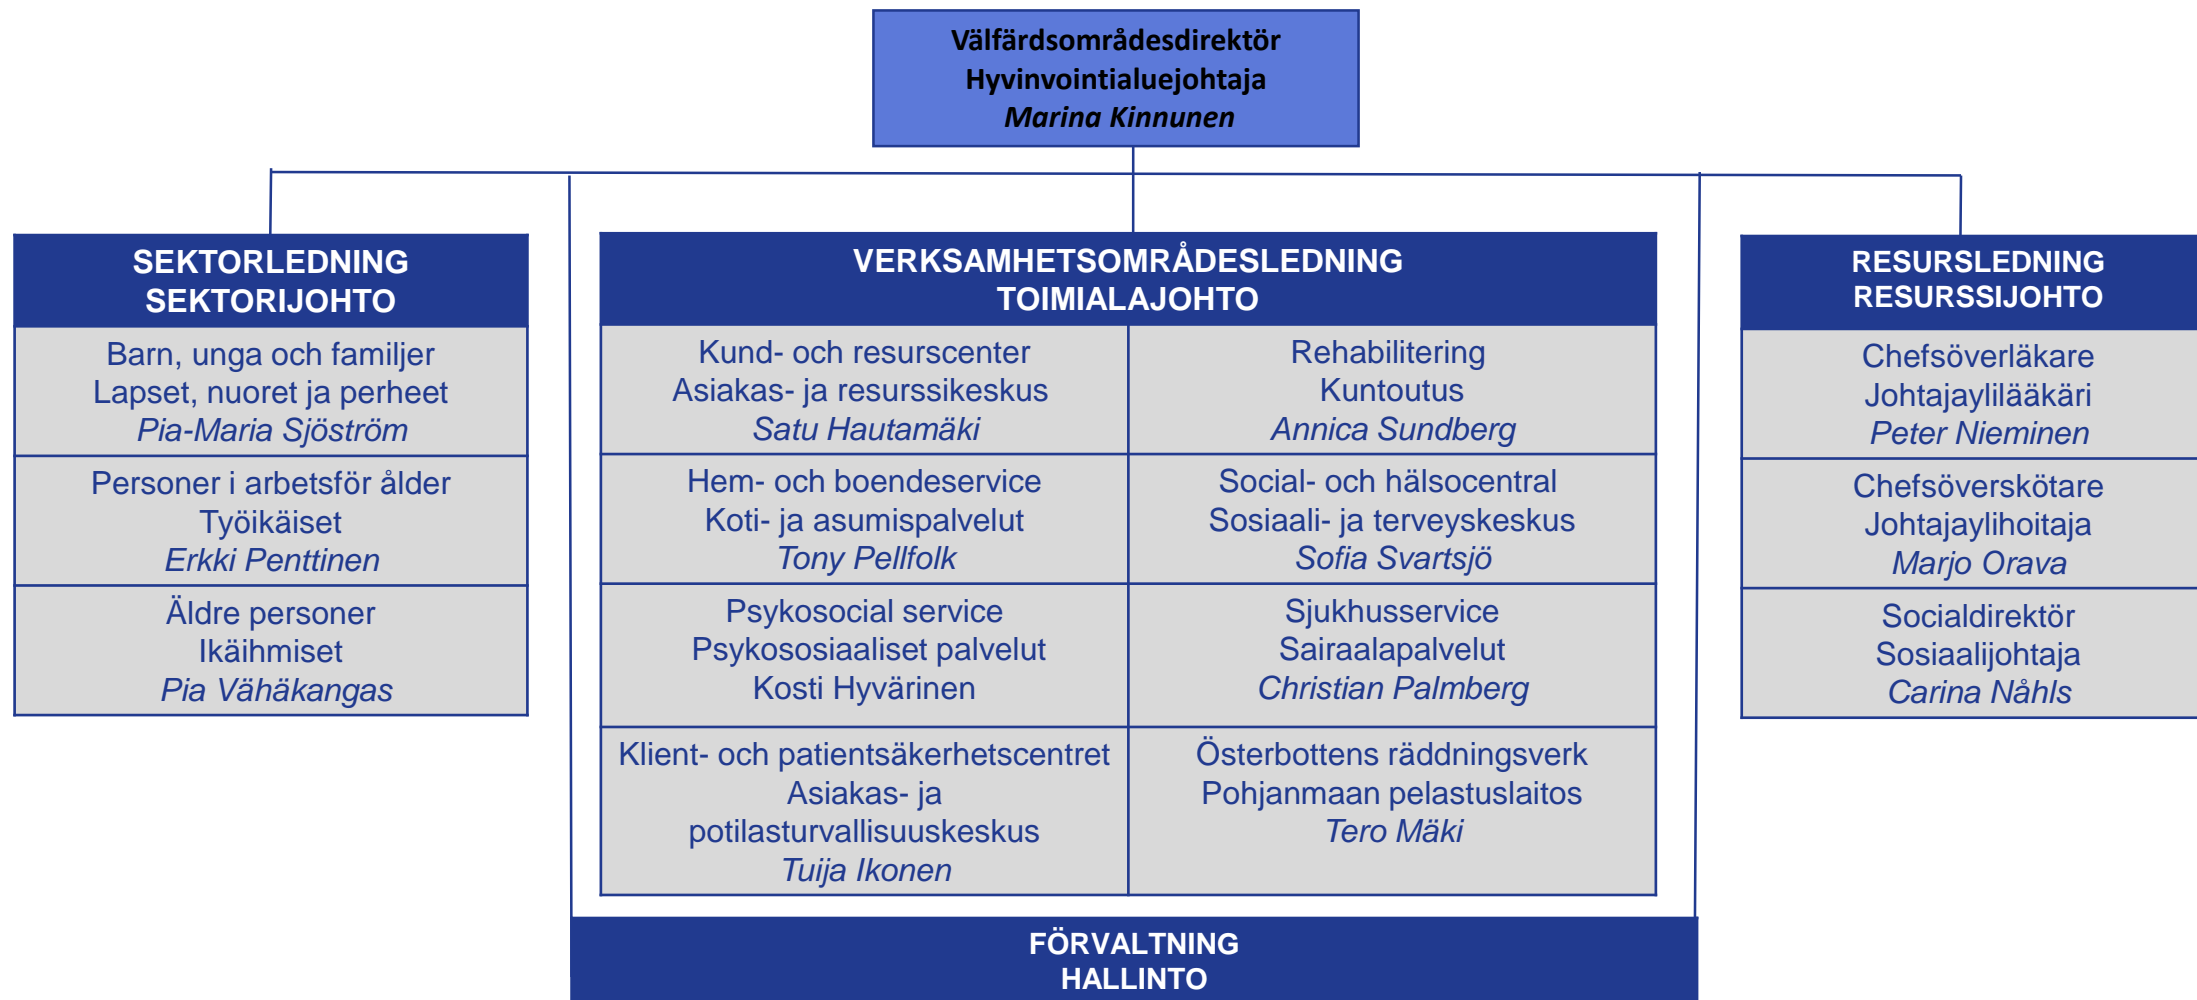 Välfärdsområdesdirektör
Hyvinvointialuejohtaja
Marina Kinnunen
SEKTORLEDNING
SEKTORIJOHTO
Barn, unga och familjer
Lapset, nuoret ja perheet
Pia-Maria Sjöström
Personer i arbetsför ålder
Työikäiset
Erkki Penttinen
Äldre personer
Ikäihmiset
Pia Vähäkangas
VERKSAMHETSOMRÅDESLEDNING
TOIMIALAJOHTO
Kund- och resurscenter
Asiakas- ja resurssikeskus
Satu Hautamäki
Rehabilitering
Kuntoutus
Annica Sundberg
Hem- och boendeservice
Koti- ja asumispalvelut
Tony Pellfolk
Social- och hälsocentral
Sosiaali- ja terveyskeskus
Sofia Svartsjö
Psykosocial service
Psykososiaaliset palvelut
Kosti Hyvärinen
Sjukhusservice
Sairaalapalvelut
Christian Palmberg
Klient- och patientsäkerhetscentret
Asiakas- ja
potilasturvallisuuskeskus
Tuija Ikonen
Österbottens räddningsverk
Pohjanmaan pelastuslaitos
Tero Mäki
RESURSLEDNING
RESURSSIJOHTO
Chefsöverläkare
Johtajaylilääkäri
Peter Nieminen
Chefsöverskötare
Johtajaylihoitaja
Marjo Orava
Socialdirektör
Sosiaalijohtaja
Carina Nåhls
FÖRVALTNING
HALLINTO